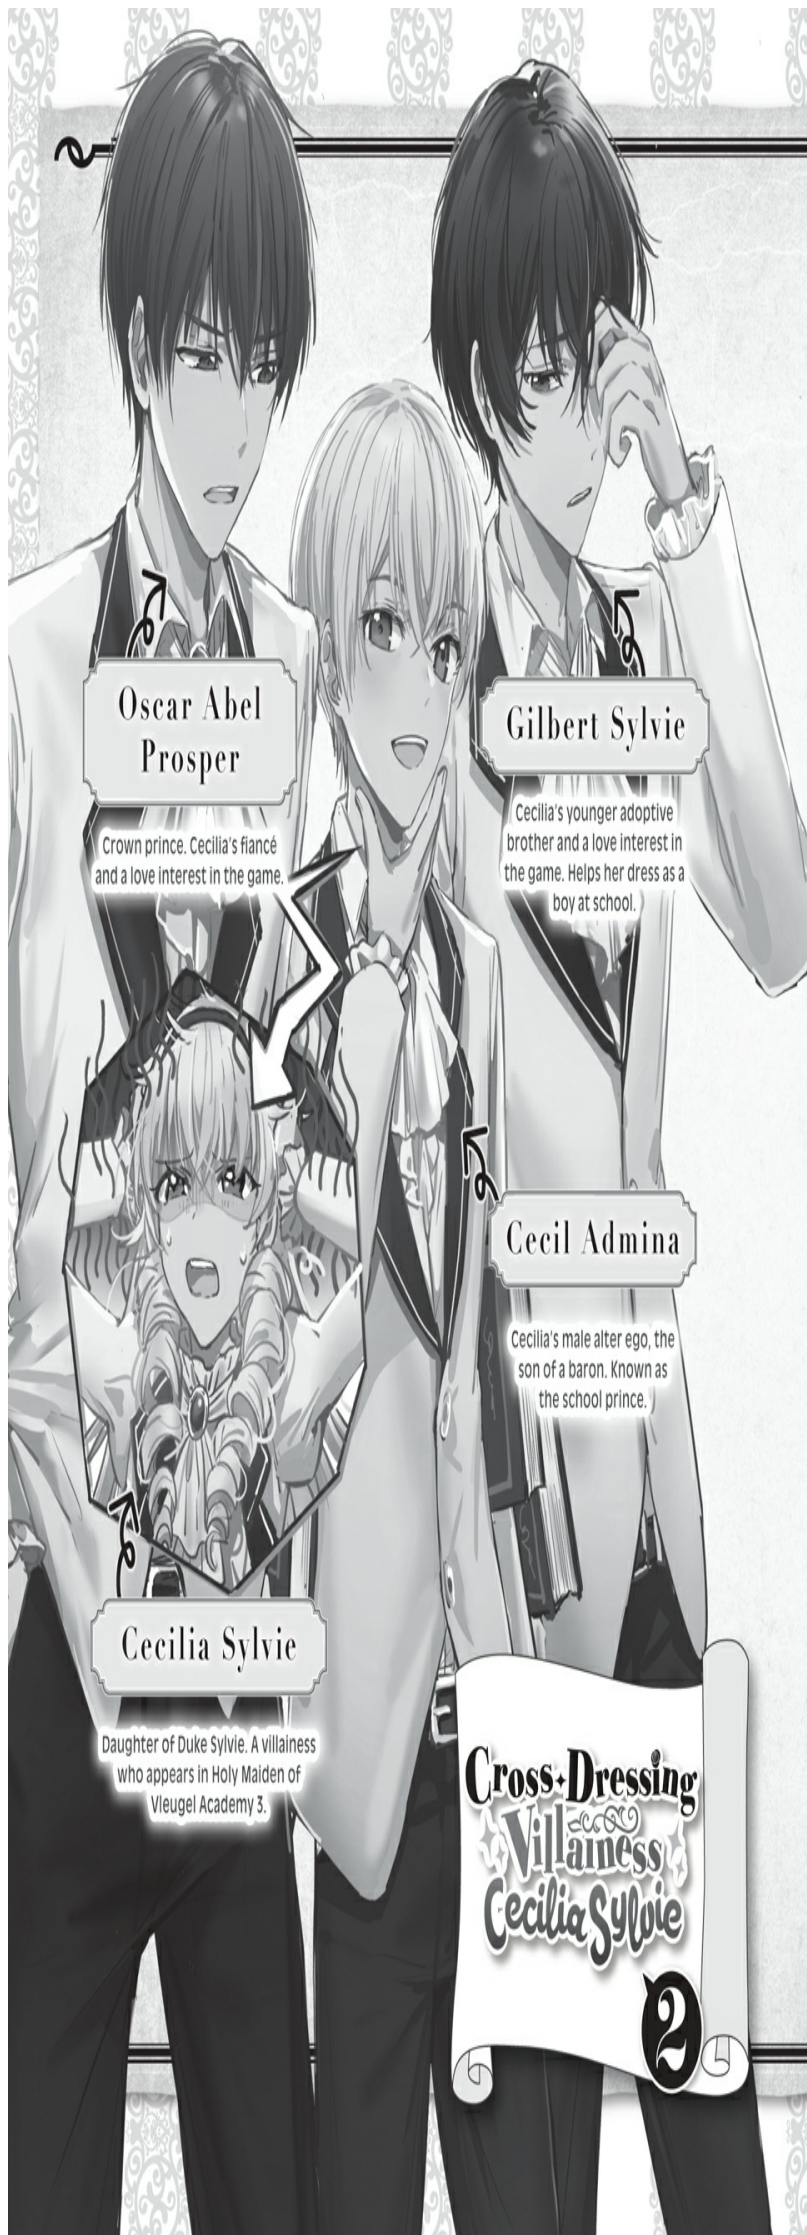 Oscar Abel
Prosper
Crown prince. Cecilia's fiancé
and a love interest in the game.
Gilbert Sylvie
Cecilia's younger adoptive
brother and a love interest in
the game. Helps her dress as a
boy at school.
Cecil Admina
Cecilia's male alter ego, the
son of a baron. Known as
the school prince.
Cecilia Sylvie
Daughter of Duke Sylvie. A villainess
who appears in Holy Maiden of
Vleugel Academy 3.
Cross-Dressing
Villainess
Cecilia Sylvie
2